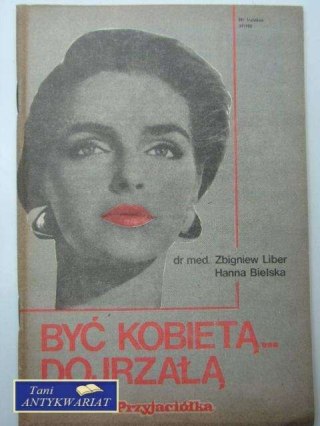 dr med. Zbigniew Liber
Hanna Bielska
BYĆ KOBIETĄ...
DOJRZAŁĄ
Przyjaciółka
Tani
ANTYKWARIAT